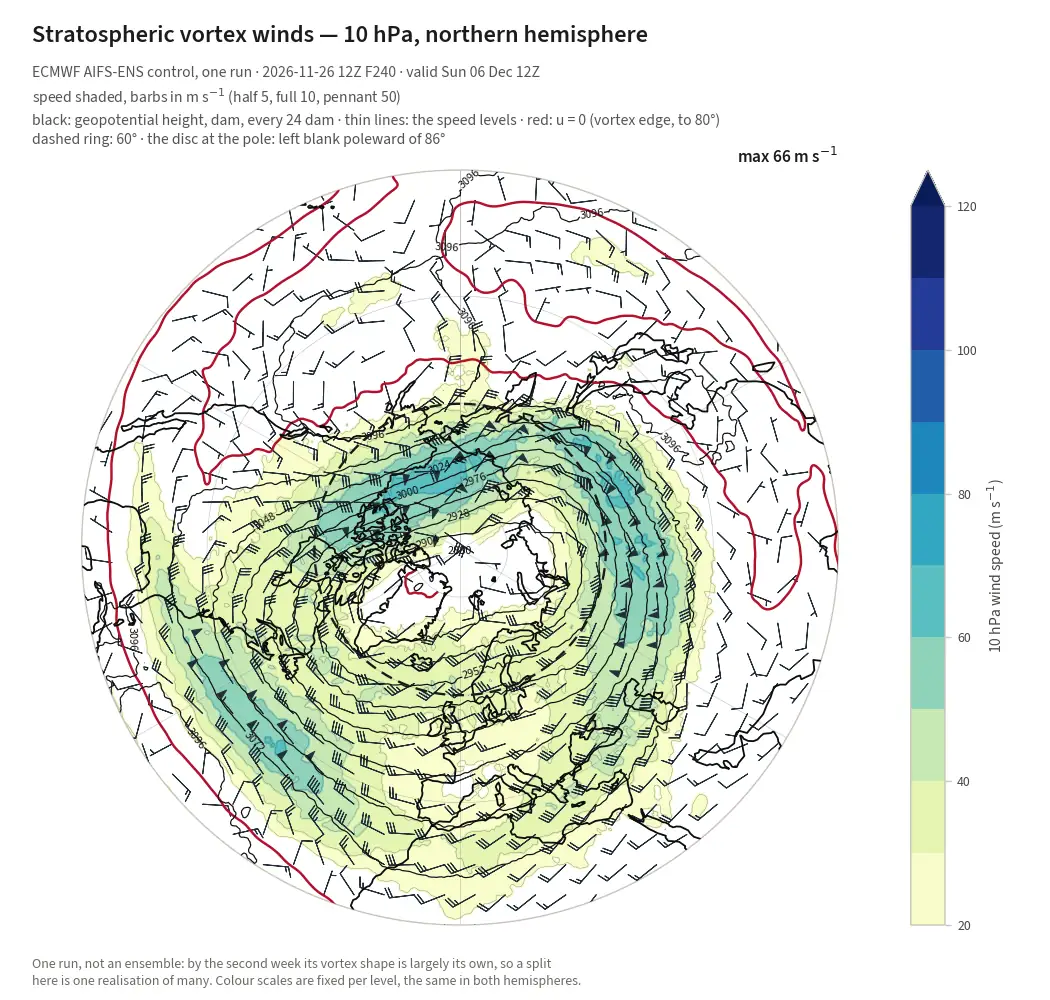 Stratospheric vortex winds — 10 hPa, northern hemisphere
ECMWF AIFS-ENS control, one run · 2026-11-26 12Z F240 · valid Sun 06 Dec 12Z
speed shaded, barbs in m s⁻¹ (half 5, full 10, pennant 50)
black: geopotential height, dam, every 24 dam · thin lines: the speed levels · red: u = 0 (vortex edge, to 80°)
dashed ring: 60° · the disc at the pole: left blank poleward of 86°
max 66 m s⁻¹
3096
3096
3096
3096
3096
3096
3024
2976
3000
3048
2928
3096
3096
3072
120
100
80
60
40
20
10 hPa wind speed (m s⁻¹)
One run, not an ensemble: by the second week its vortex shape is largely its own, so a split
here is one realisation of many. Colour scales are fixed per level, the same in both hemispheres.